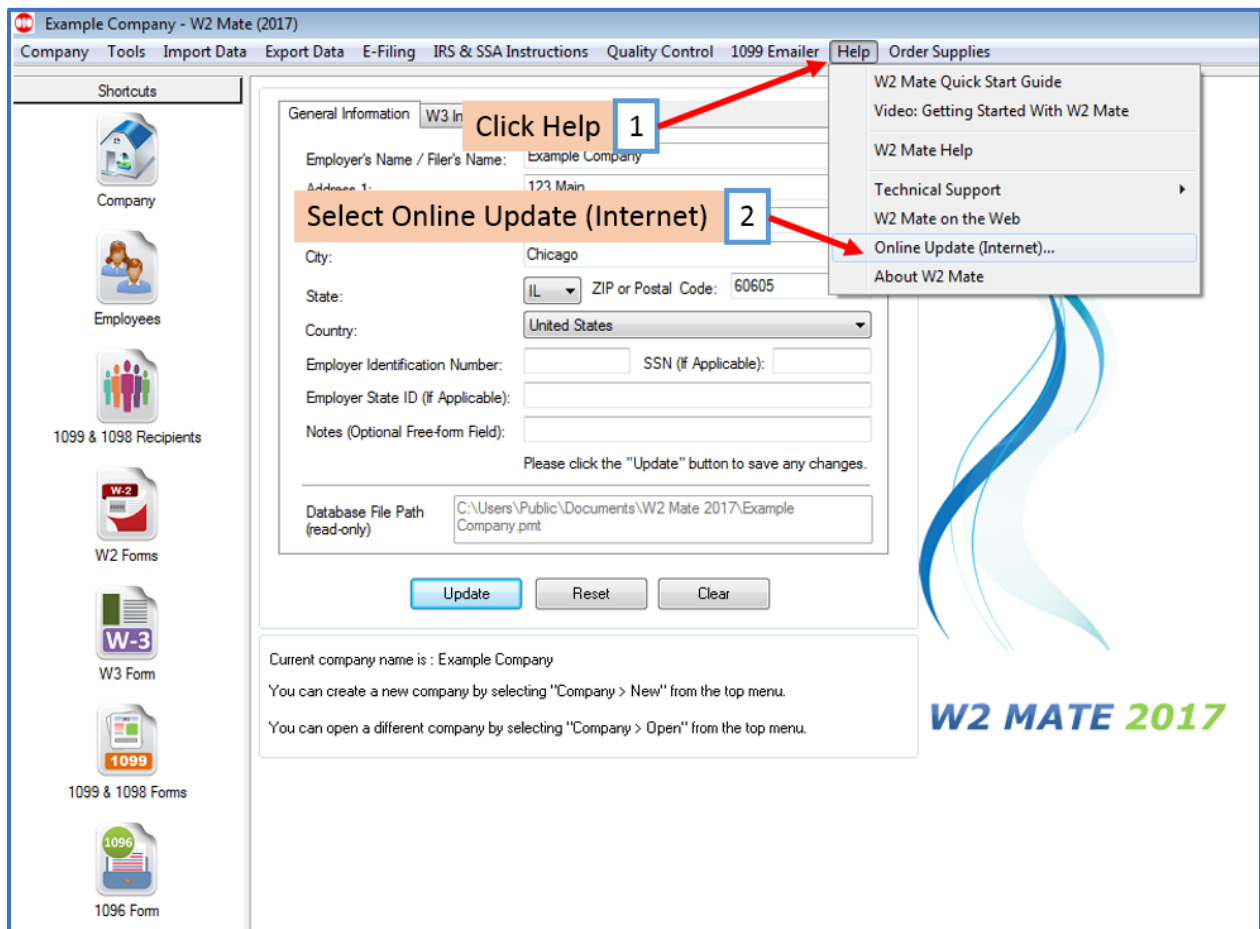 Example Company - W2 Mate (2017)
Company Tools Import Data Export Data E-Filing IRS & SSA Instructions Quality Control 1099 Emailer Help Order Supplies
Shortcuts
Company
Employees
1099 & 1098 Recipients
W-2
W2 Forms
W-3
W3 Form
1099
1099 & 1098 Forms
1096
1096 Form
General Information W3 In
Click Help 1
Employer's Name / Filer's Name: Example Company
Address 1: 123 Main
Select Online Update (Internet) 2
City: Chicago
State: IL ZIP or Postal Code: 60605
Country: United States
Employer Identification Number: SSN (If Applicable):
Employer State ID (If Applicable):
Notes (Optional Free-form Field):
Please click the "Update" button to save any changes.
Database File Path C:\Users\Public\Documents\W2 Mate 2017\Example
(read-only) Company.pmt
Update Reset Clear
Current company name is : Example Company
You can create a new company by selecting "Company > New" from the top menu.
You can open a different company by selecting "Company > Open" from the top menu.
W2 Mate Quick Start Guide
Video: Getting Started With W2 Mate
W2 Mate Help
Technical Support
W2 Mate on the Web
Online Update (Internet)...
About W2 Mate
W2 MATE 2017